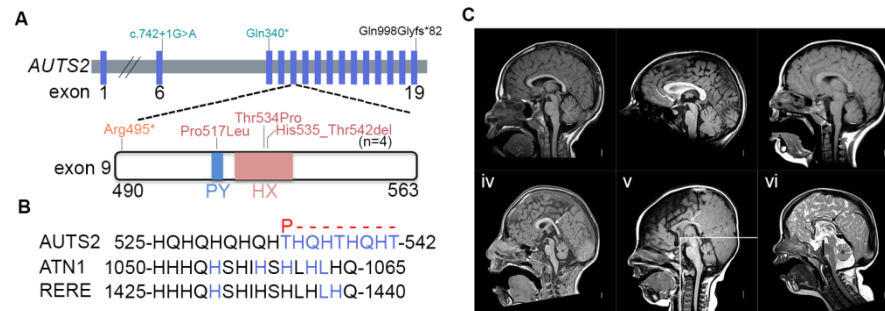 A
c.742+1G>A
Gln340*
Gln998Glyfs*82
AUTS2
exon 1 6 19
Arg495*
Pro517Leu
Thr534Pro
His535_Thr542del
(n=4)
exon 9
490 PY HX 563
B
P--------
AUTS2 525-HQHQHQHQHTHQHTHQHT-542
ATN1 1050-HHHQHSHIHSHLHLHQ-1065
RERE 1425-HHHQHSHIHSHLHLHQ-1440
C
iv
v
vi